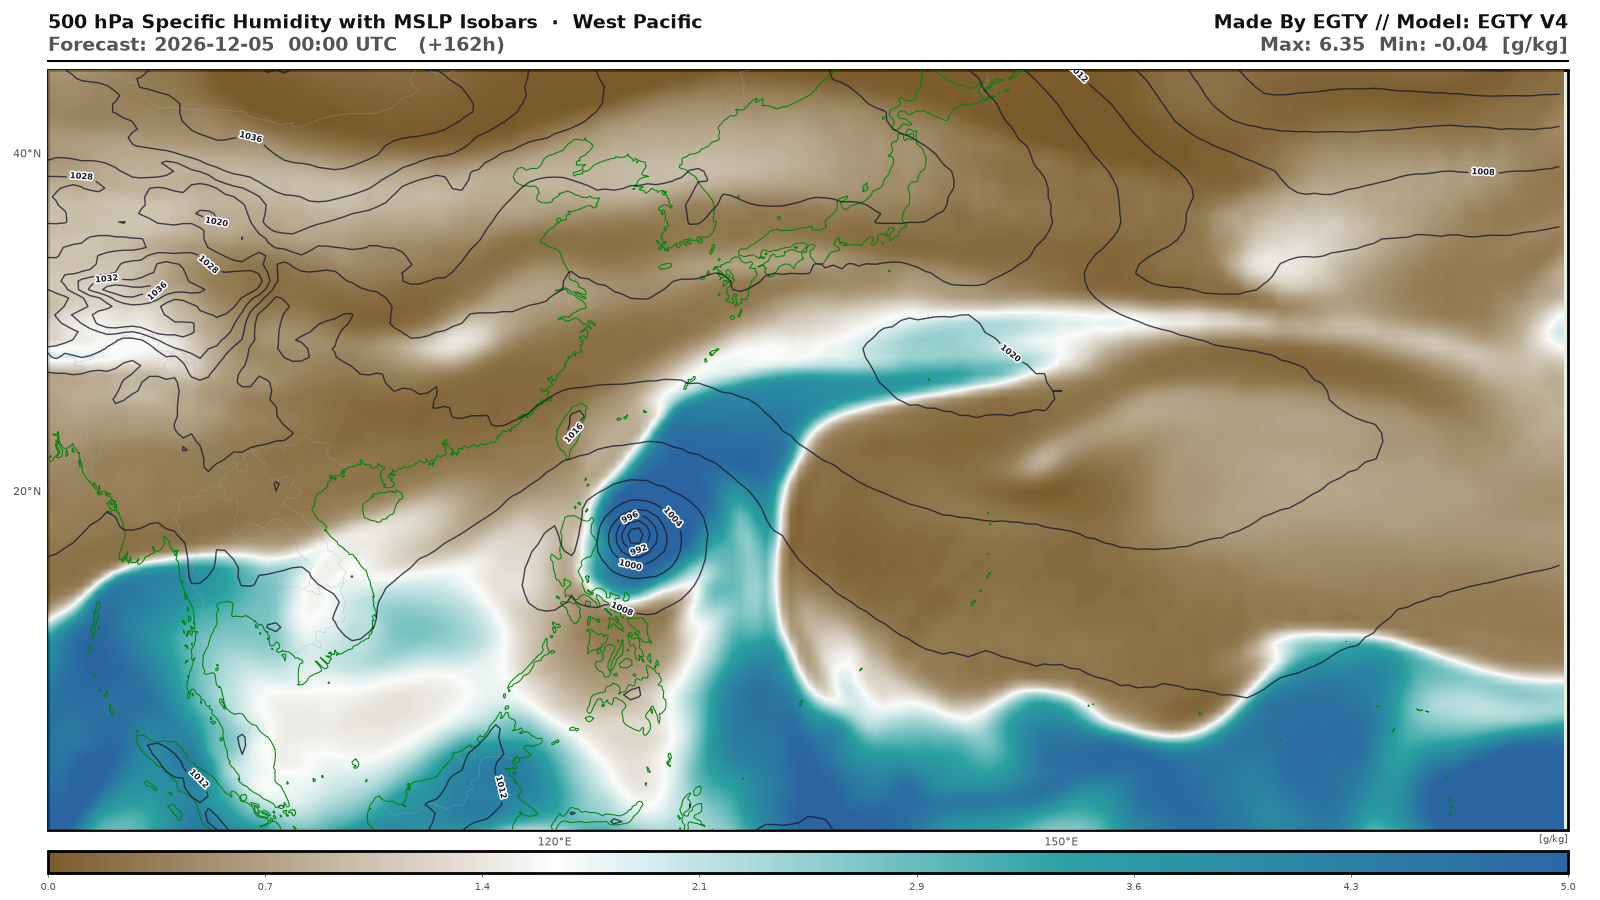 500 hPa Specific Humidity with MSLP Isobars · West Pacific
Made By EGTY // Model: EGTY V4
Forecast: 2026-12-05 00:00 UTC (+162h)
Max: 6.35 Min: -0.04 [g/kg]
1012
1036
40°N
1028
1008
1020
1028
1032
1036
1020
1016
20°N
996
1004
992
1000
1008
1012
1012
120°E
150°E
[g/kg]
0.0
0.7
1.4
2.1
2.9
3.6
4.3
5.0